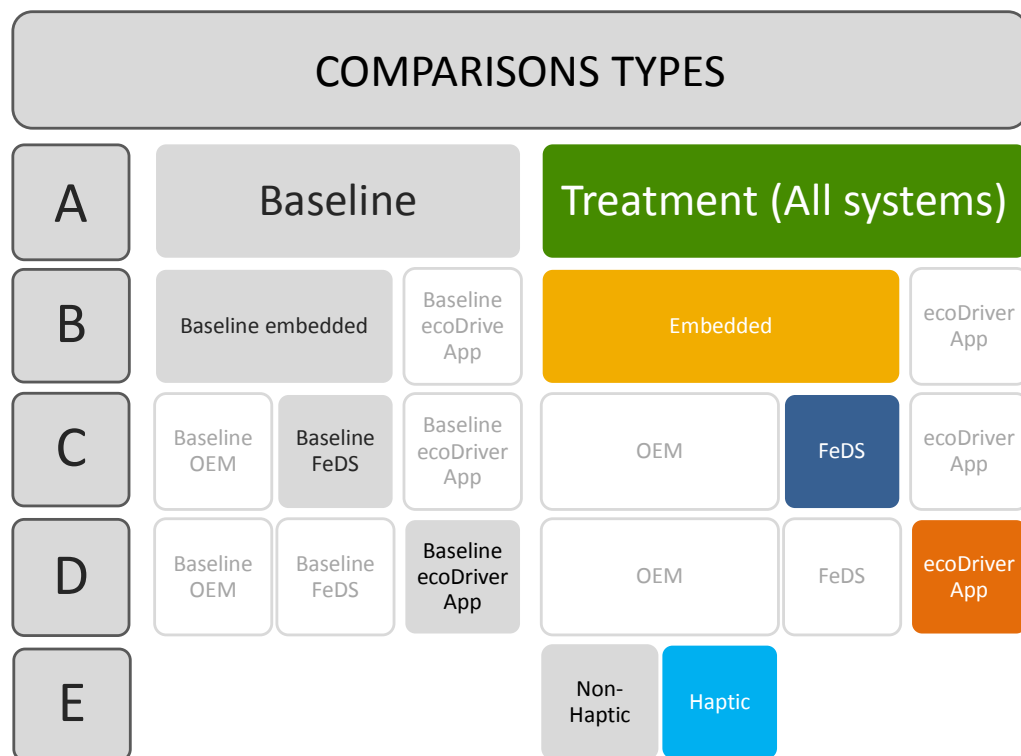 COMPARISONS TYPES
A
Baseline
Treatment (All systems)
B
Baseline embedded
Baseline
ecoDrive
App
Embedded
ecoDriver
App
C
Baseline
OEM
Baseline
FeDS
Baseline
ecoDriver
App
OEM
FeDS
ecoDriver
App
D
Baseline
OEM
Baseline
FeDS
Baseline
ecoDriver
App
OEM
FeDS
ecoDriver
App
E
Non-
Haptic
Haptic